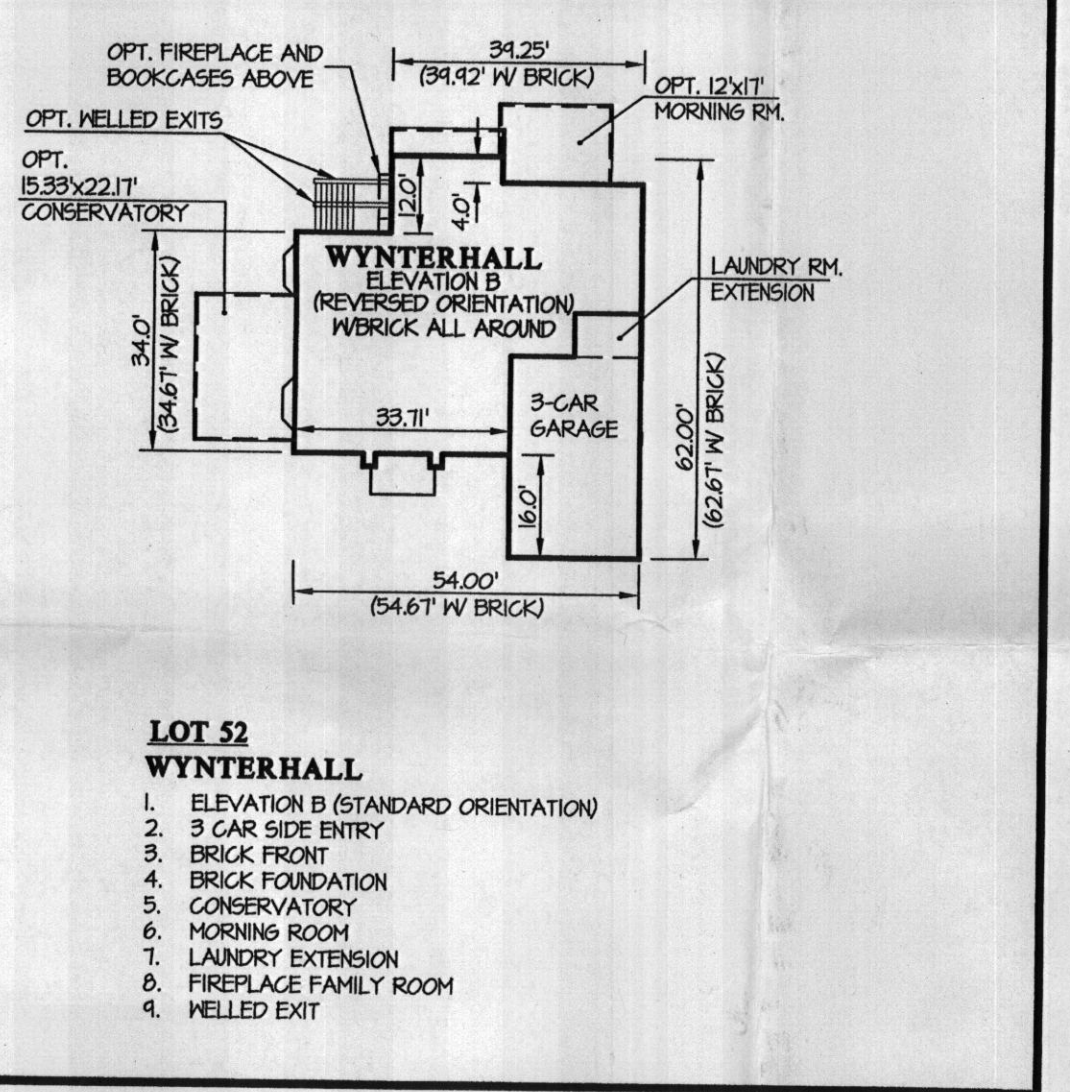 OPT. FIREPLACE AND
BOOKCASES ABOVE
39.25'
(39.92' W/ BRICK)
OPT. 12'x17'
MORNING RM.
OPT. WELLED EXITS
OPT.
15.33'x22.17'
CONSERVATORY
12.0'
4.0'
WYNTERHALL
ELEVATION B
(REVERSED ORIENTATION)
W/BRICK ALL AROUND
LAUNDRY RM.
EXTENSION
34.0'
(34.67' W/ BRICK)
33.71'
3-CAR
GARAGE
62.00'
(62.67' W/ BRICK)
16.0'
54.00'
(54.67' W/ BRICK)
LOT 52
WYNTERHALL
1. ELEVATION B (STANDARD ORIENTATION)
2. 3 CAR SIDE ENTRY
3. BRICK FRONT
4. BRICK FOUNDATION
5. CONSERVATORY
6. MORNING ROOM
7. LAUNDRY EXTENSION
8. FIREPLACE FAMILY ROOM
9. WELLED EXIT